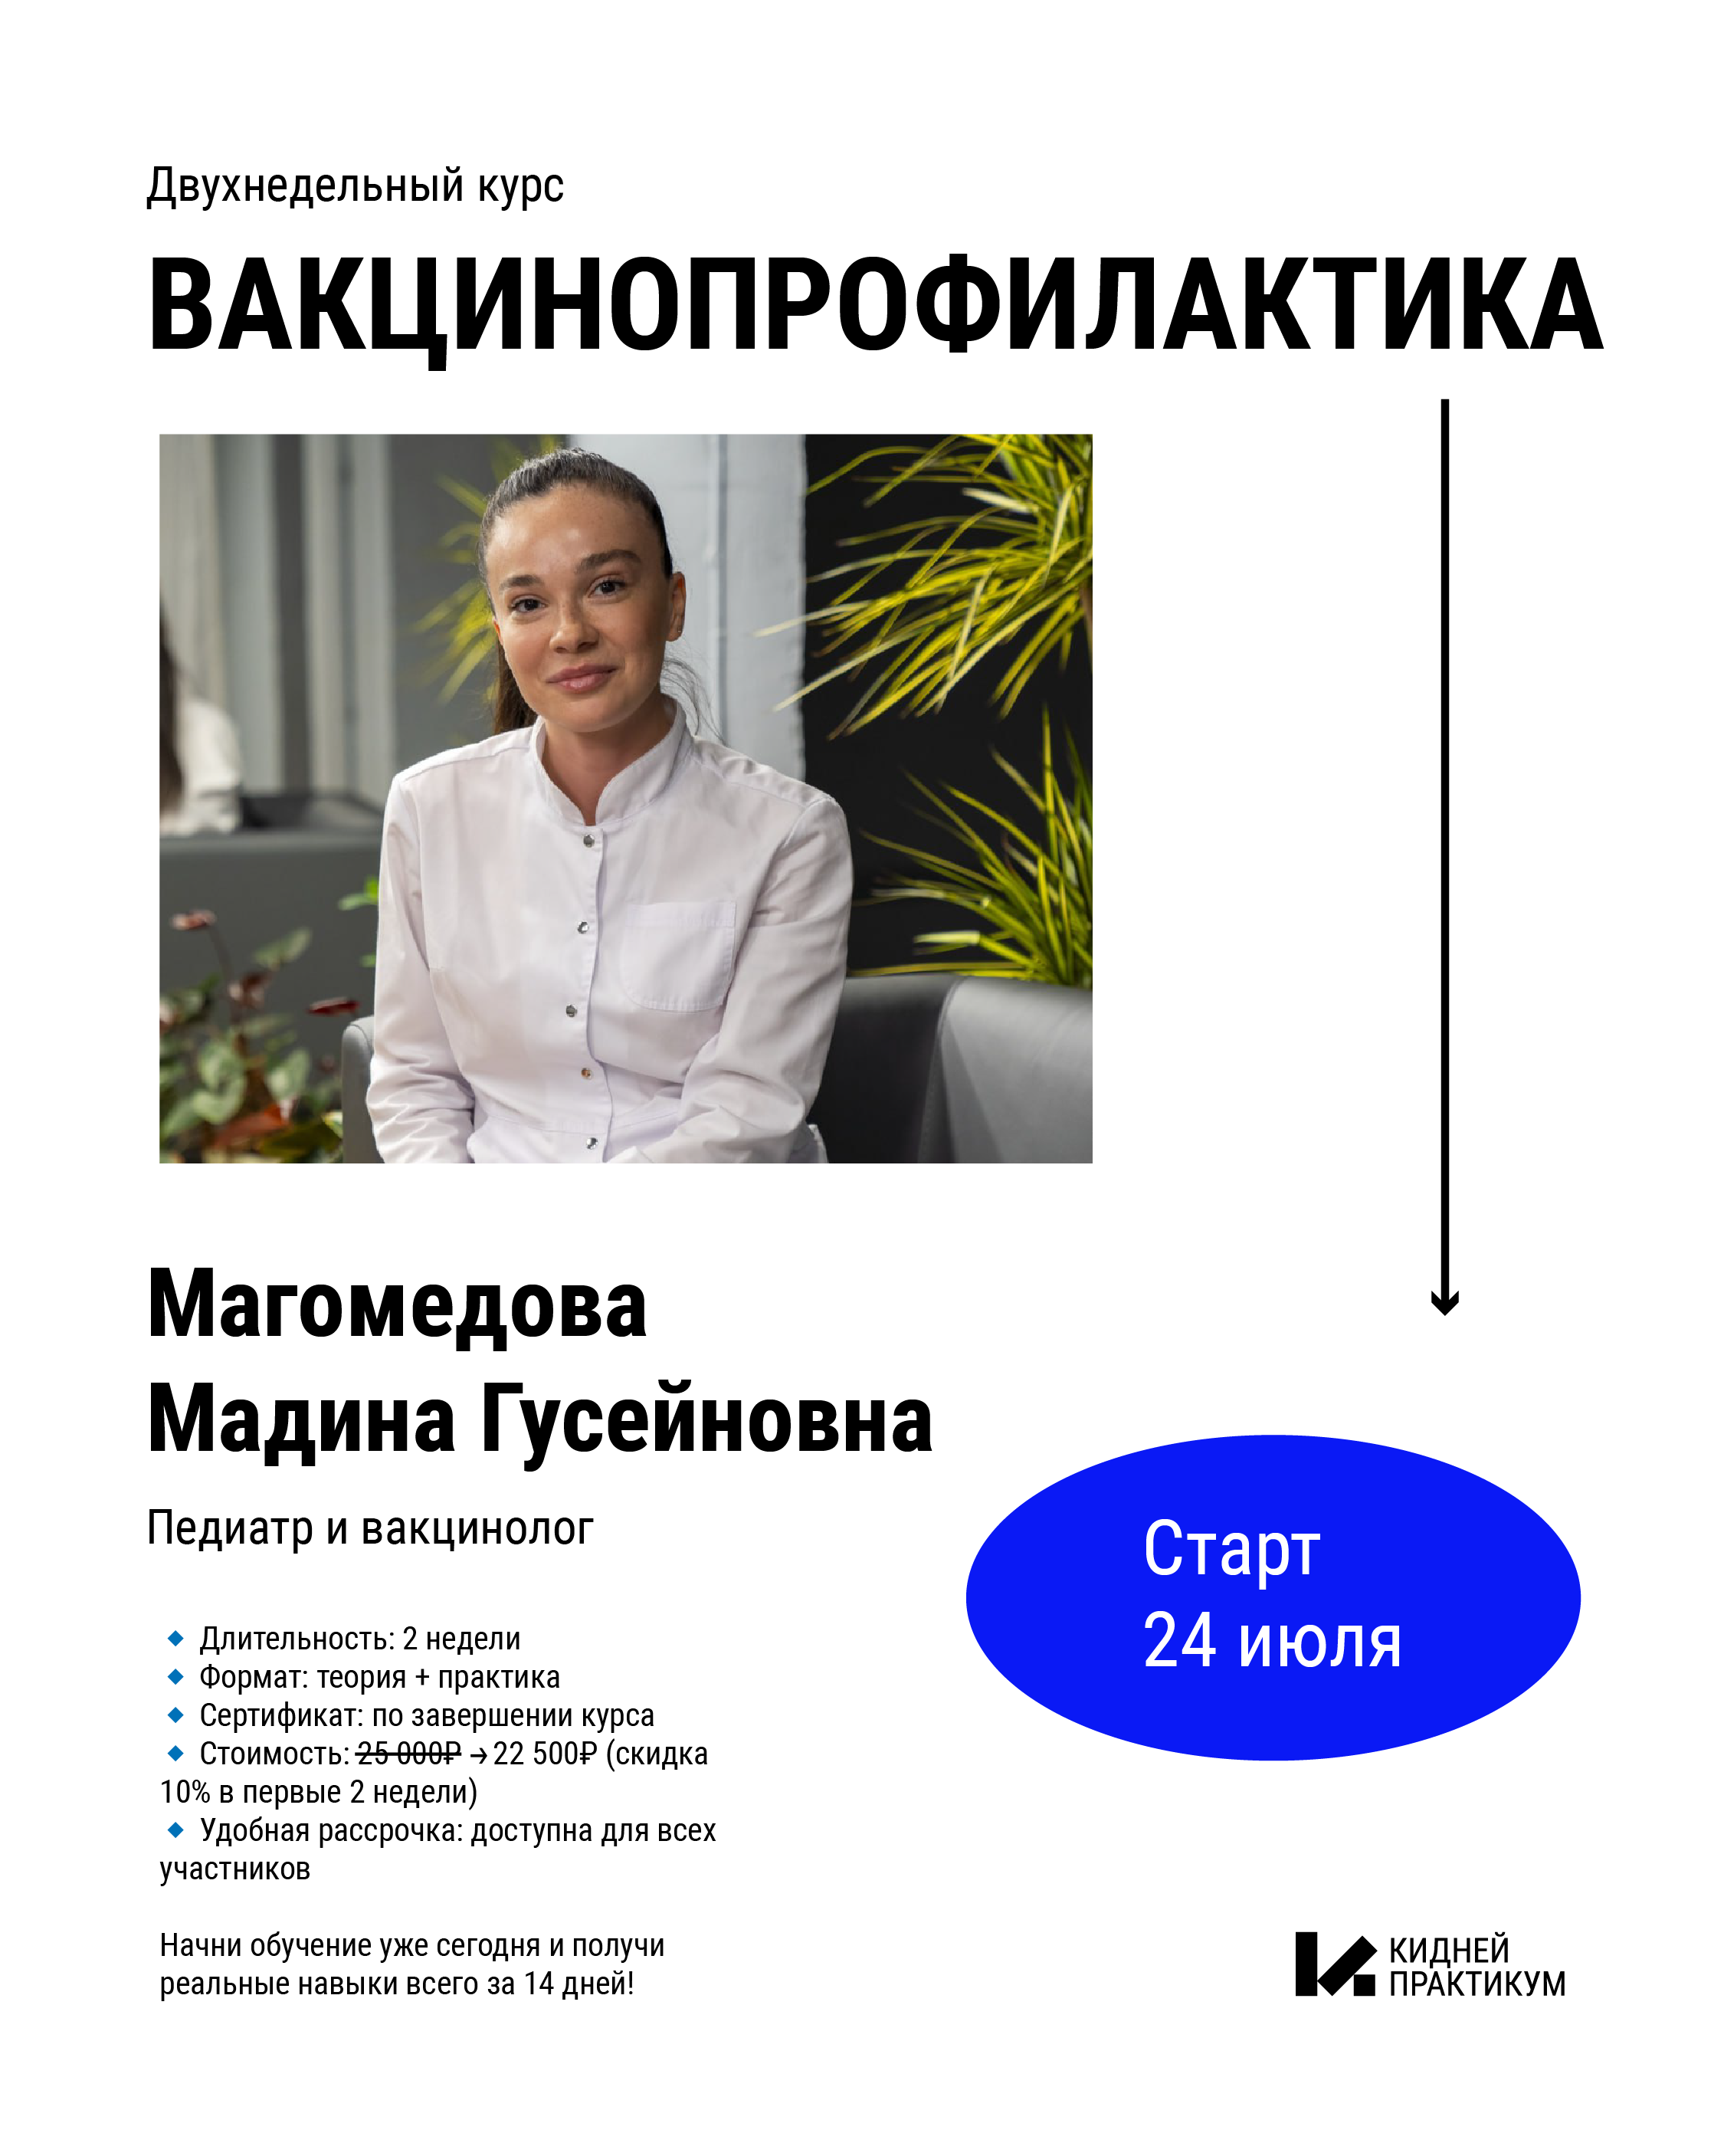 Двухнедельный курс
ВАКЦИНОПРОФИЛАКТИКА
Магомедова
Мадина Гусейновна
Педиатр и вакцинолог
🔹 Длительность: 2 недели
🔹 Формат: теория + практика
🔹 Сертификат: по завершении курса
🔹 Стоимость: 25 000₽ → 22 500₽ (скидка
10% в первые 2 недели)
🔹 Удобная рассрочка: доступна для всех
участников
Начни обучение уже сегодня и получи
реальные навыки всего за 14 дней!
Старт
24 июля
КИДНЕЙ
ПРАКТИКУМ